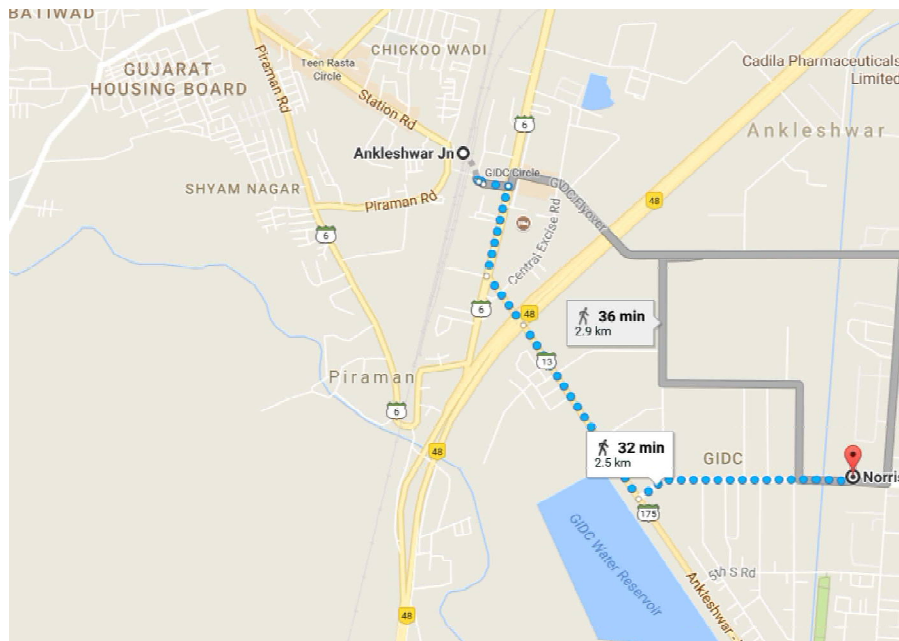 BATIWAD
CHICKOO WADI
Teen Rasta
Circle
GUJARAT
HOUSING BOARD
Piraman Rd
Station Rd
Cadila Pharmaceuticals
Limited
6
Ankleshwar
Ankleshwar Jn
GIDC Circle
GIDC Flyover
48
SHYAM NAGAR
Piraman Rd
6
Central Excise Rd
6
48
36 min
2.9 km
13
Piraman
6
48
32 min
2.5 km
GIDC
Norris
175
GIDC Water Reservoir
5th S Rd
Ankleshwar -
48